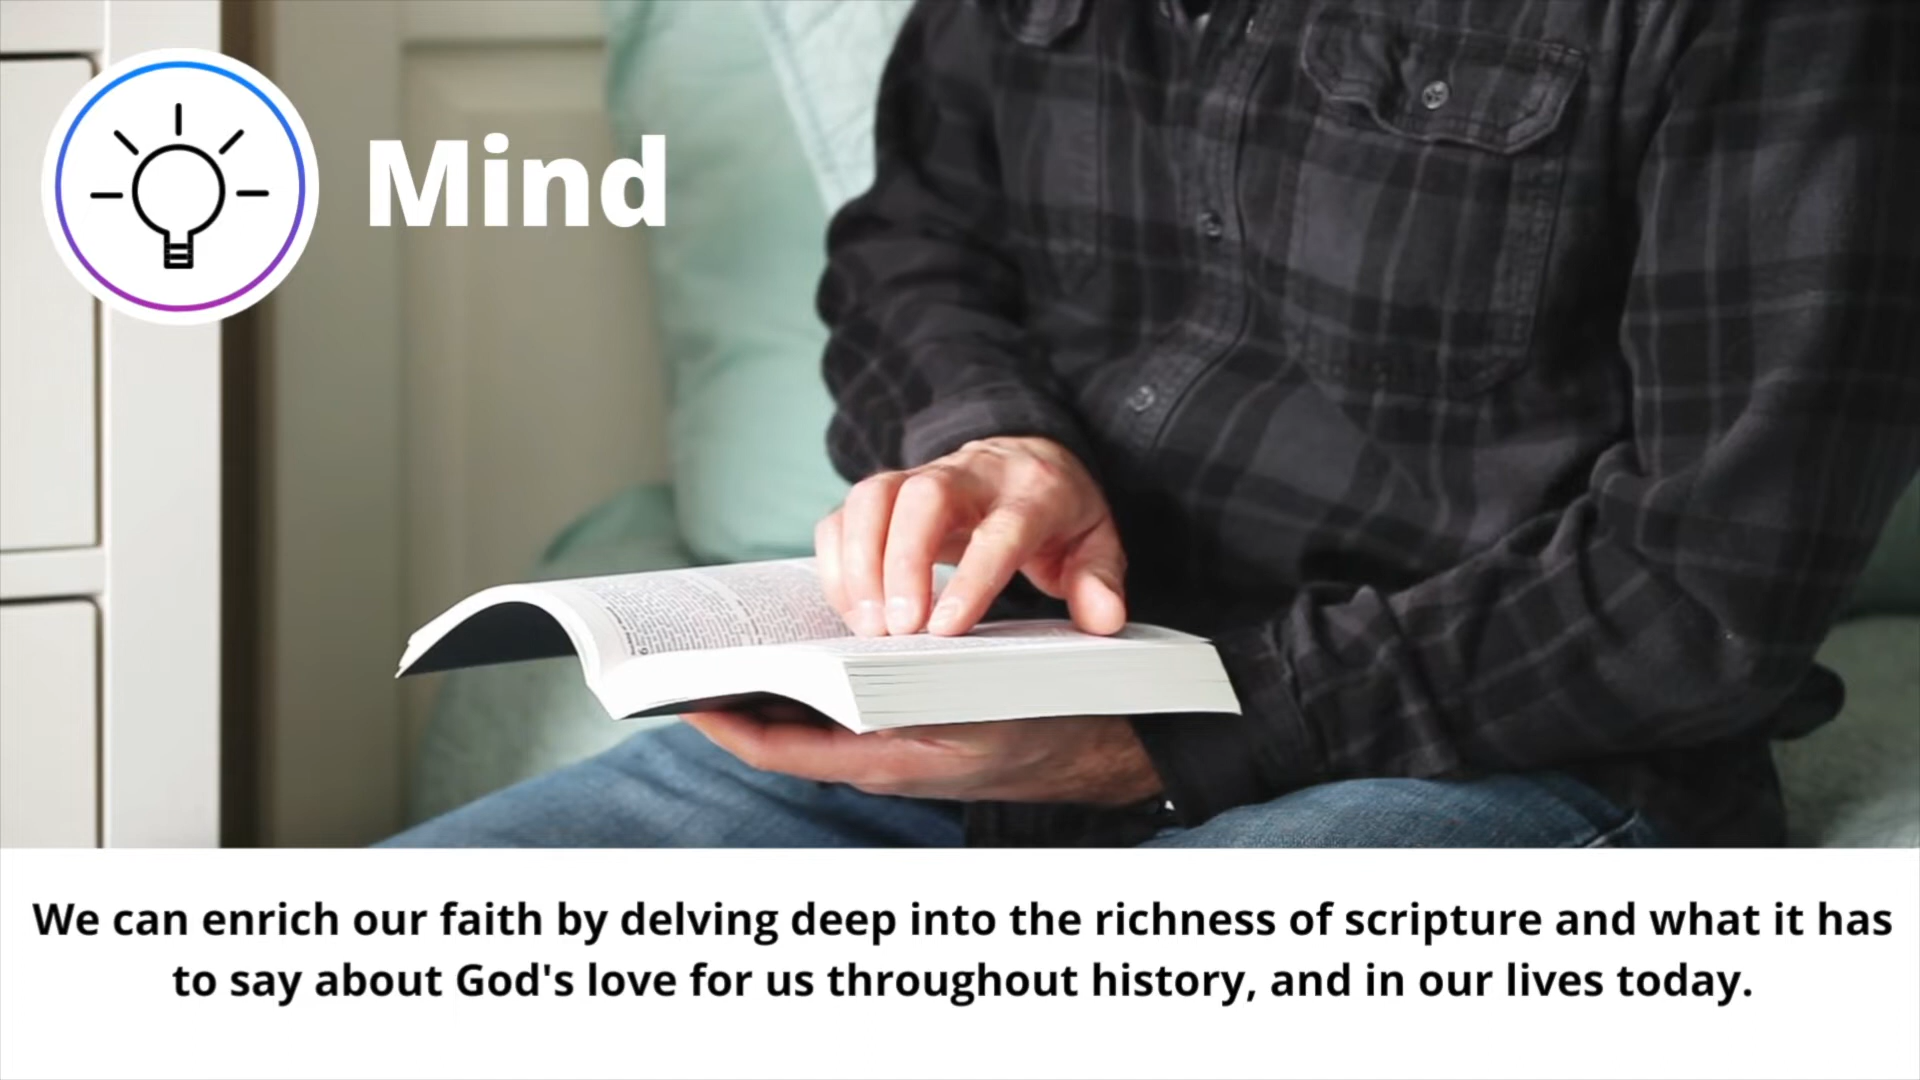 Mind
We can enrich our faith by delving deep into the richness of scripture and what it has
to say about God's love for us throughout history, and in our lives today.